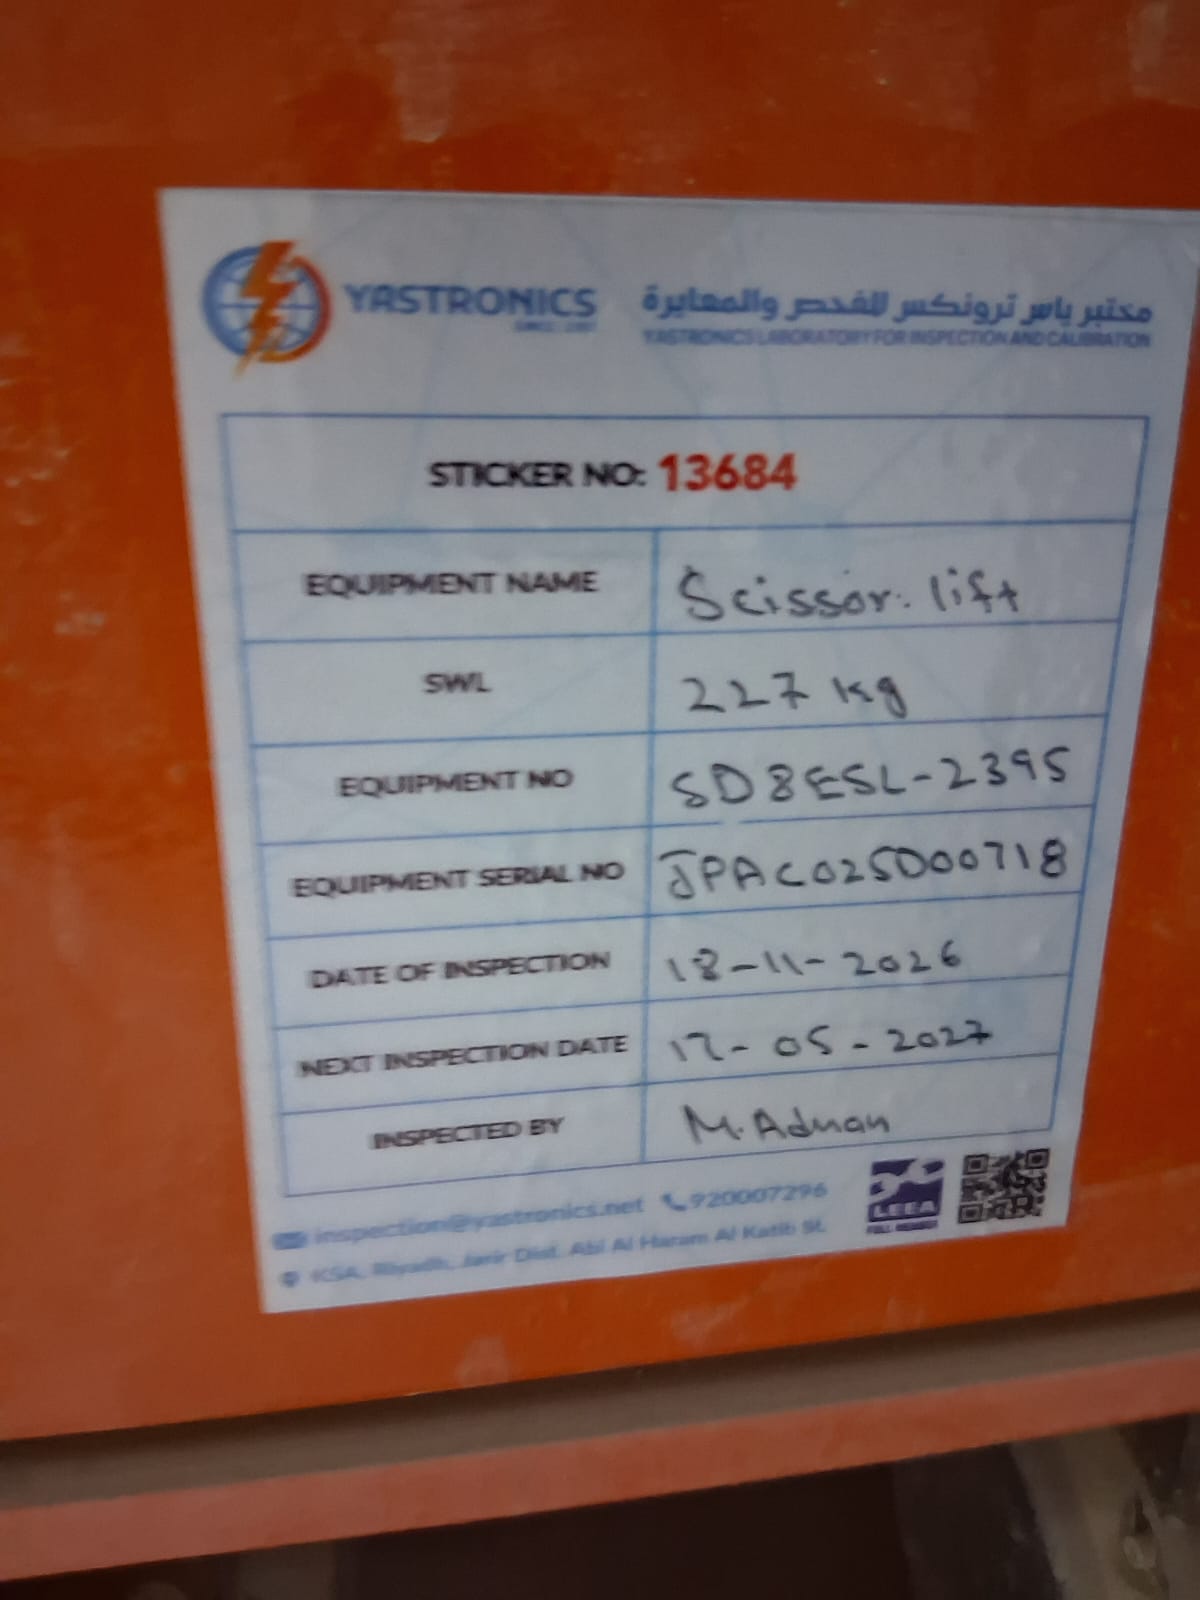 YASTRONICS
مختبر ياس ترونكس للفحص والمعايرة
YASTRONICS LABORATORY FOR INSPECTION AND CALIBRATION
STICKER NO: 13684
EQUIPMENT NAME Scissor lift
SWL 227 kg
EQUIPMENT NO SD8ESL-2395
EQUIPMENT SERIAL NO JPAC025D00718
DATE OF INSPECTION 18-11-2026
NEXT INSPECTION DATE 17-05-2027
INSPECTED BY M. Adnan
inspection@yastronics.net 920007296
KSA, Riyadh, Jarir Dist. Abi Al Haram Al Katib St.
LEEA
FULL MEMBER